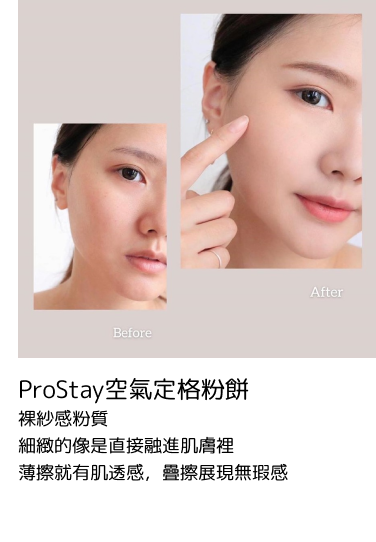 After
Before
ProStay空氣定格粉餅
裸紗感粉質
細緻的像是直接融進肌膚裡
薄擦就有肌透感，疊擦展現無瑕感